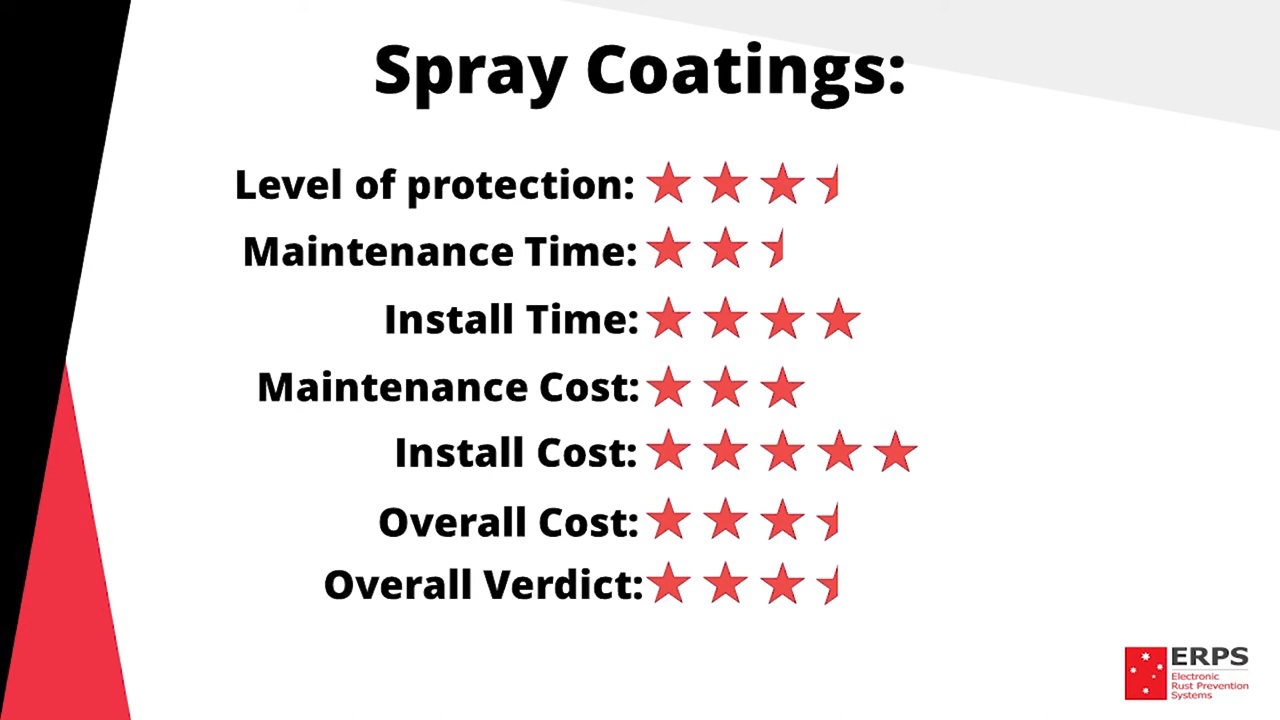 Spray Coatings:
Level of protection:
Maintenance Time:
Install Time:
Maintenance Cost:
Install Cost:
Overall Cost:
Overall Verdict:
ERPS
Electronic
Rust Prevention
Systems